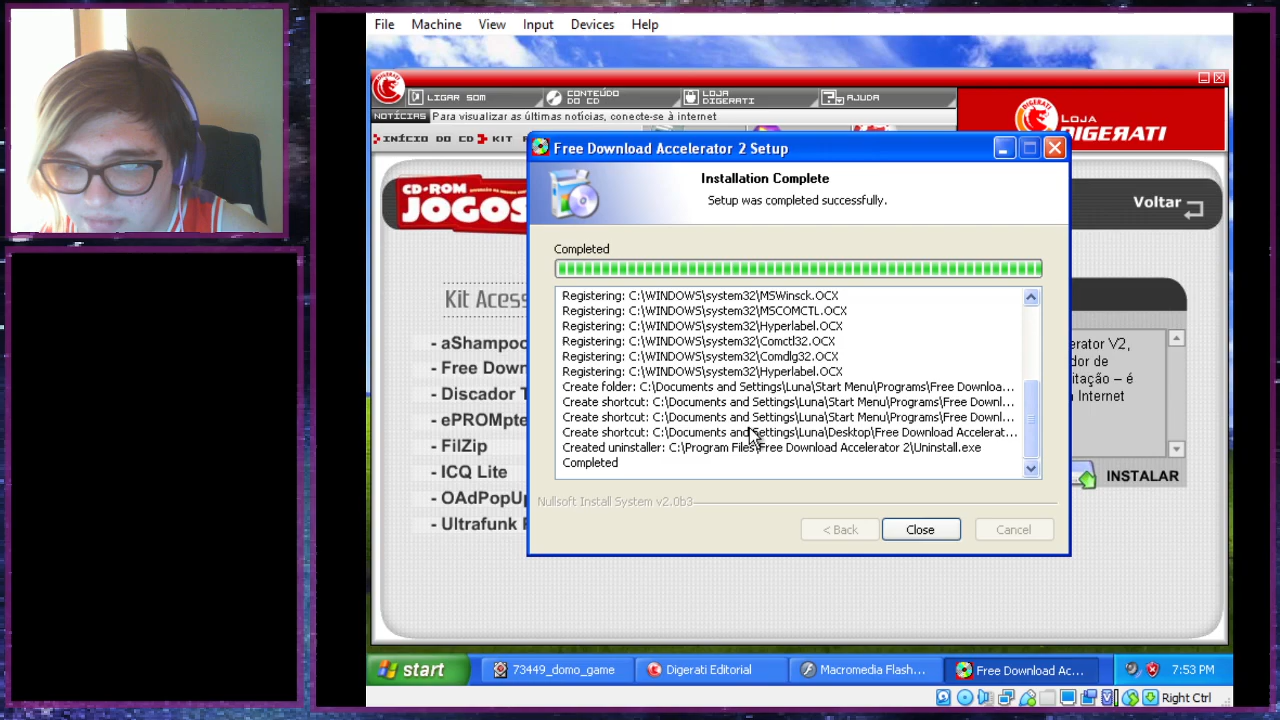 File Machine View Input Devices Help
LIGAR SOM
CONTEÚDO DO CD
LOJA DIGERATI
AJUDA
NOTÍCIAS Para visualizar as últimas notícias, conecte-se à internet
INÍCIO DO CD KIT
LOJA
DIGERATI
CD-ROM
JOGOS
Voltar
Free Download Accelerator 2 Setup
Installation Complete
Setup was completed successfully.
Completed
Registering: C:\WINDOWS\system32\MSWinsck.OCX
Registering: C:\WINDOWS\system32\MSCOMCTL.OCX
Registering: C:\WINDOWS\system32\Hyperlabel.OCX
Registering: C:\WINDOWS\system32\Comctl32.OCX
Registering: C:\WINDOWS\system32\Comdlg32.OCX
Registering: C:\WINDOWS\system32\Hyperlabel.OCX
Create folder: C:\Documents and Settings\Luna\Start Menu\Programs\Free Downloa...
Create shortcut: C:\Documents and Settings\Luna\Start Menu\Programs\Free Downl...
Create shortcut: C:\Documents and Settings\Luna\Start Menu\Programs\Free Downl...
Create shortcut: C:\Documents and Settings\Luna\Desktop\Free Download Accelerat...
Created uninstaller: C:\Program Files\Free Download Accelerator 2\Uninstall.exe
Completed
Nullsoft Install System v2.0b3
< Back Close Cancel
Kit Acess
- aShampoo
- Free Down
- Discador T
- ePROMpte
- FilZip
- ICQ Lite
- OAdPopUp
- Ultrafunk
erator V2,
dor de
itação – é
a Internet
INSTALAR
start 73449_domo_game Digerati Editorial Macromedia Flash... Free Download Ac... 7:53 PM
Right Ctrl